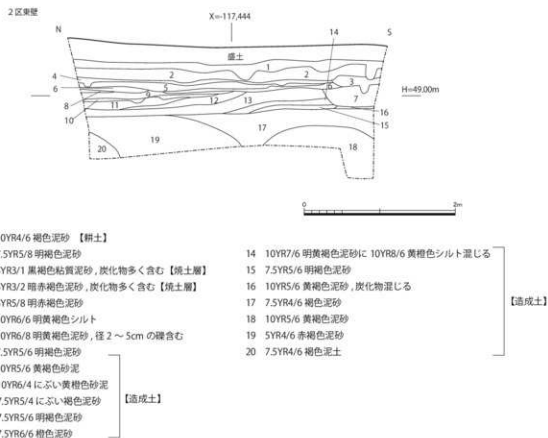 2区東壁
X=-117,444
N
S
14
盛土
1
2
2
4
6
5
6
3
7
H=49.00m
8
9
10
11
12
13
16
15
17
19
20
18
0
2m
0YR4/6 褐色泥砂 【耕土】
.5YR5/8 明褐色泥砂
YR3/1 黒褐色粘質泥砂，炭化物多く含む【焼土層】
YR3/2 暗赤褐色泥砂，炭化物多く含む【焼土層】
YR5/8 明赤褐色泥砂
0YR6/6 明黄褐色シルト
0YR6/8 明黄褐色泥砂，径2～5cmの礫含む
.5YR5/6 明褐色泥砂
0YR5/6 黄褐色砂泥
0YR6/4 にぶい黄橙色砂泥
.5YR5/4 にぶい褐色泥砂
.5YR5/6 明褐色泥砂
.5YR6/6 橙色泥砂
【造成土】
14 10YR7/6 明黄褐色泥砂に 10YR8/6 黄橙色シルト混じる
15 7.5YR5/6 明褐色泥砂
16 10YR5/6 黄褐色泥砂，炭化物混じる
17 7.5YR4/6 褐色泥砂
18 10YR5/6 黄褐色泥砂
19 5YR4/6 赤褐色泥砂
20 7.5YR4/6 褐色泥土
【造成土】